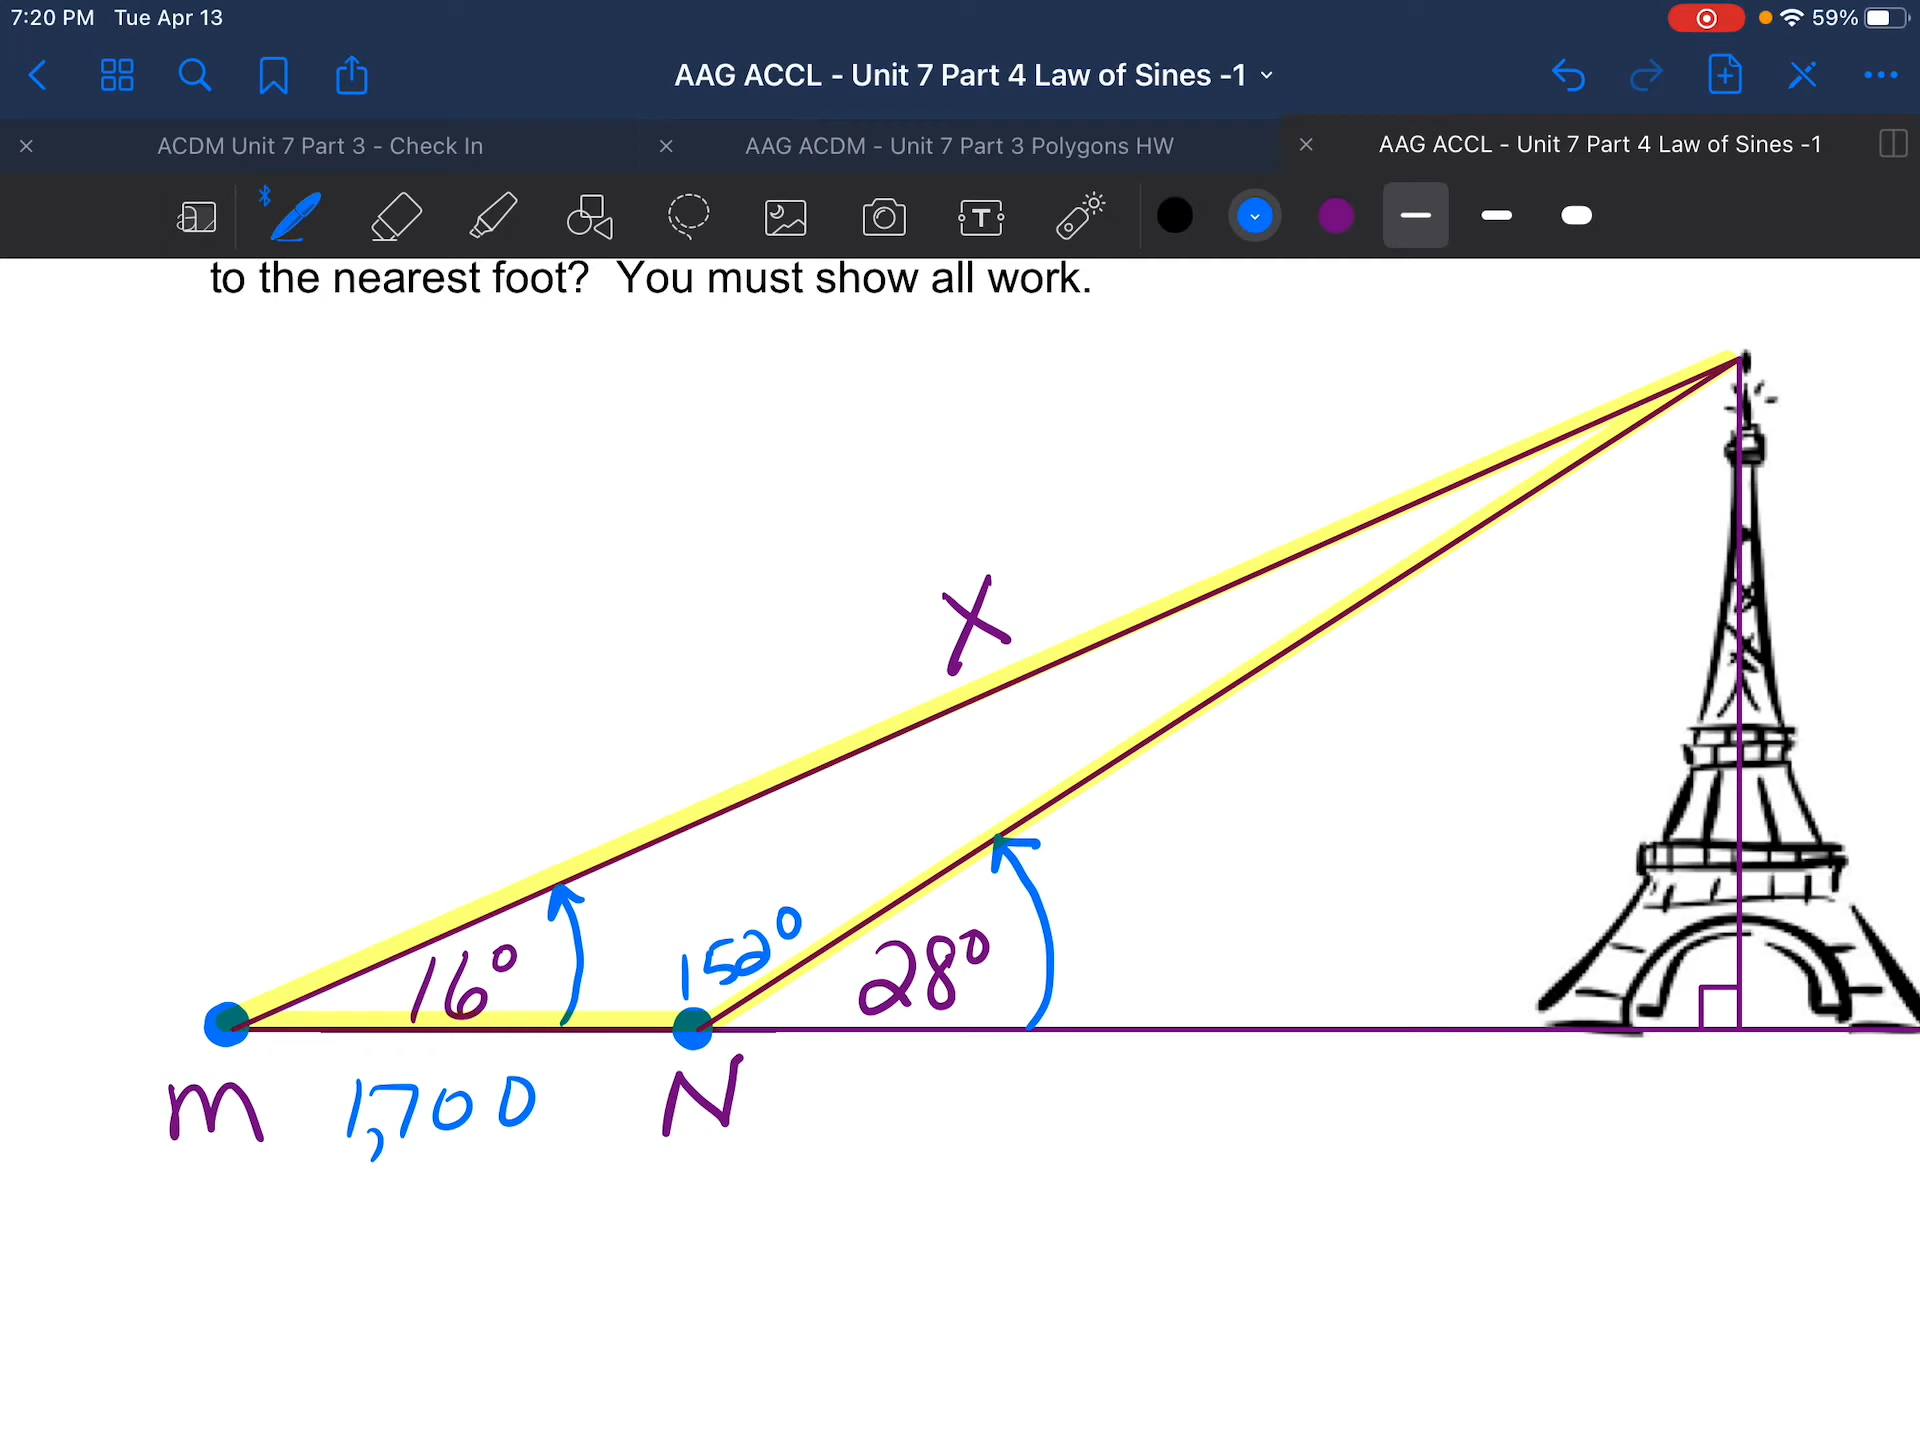 7:20 PM Tue Apr 13
59%
AAG ACCL - Unit 7 Part 4 Law of Sines -1
ACDM Unit 7 Part 3 - Check In
AAG ACDM - Unit 7 Part 3 Polygons HW
AAG ACCL - Unit 7 Part 4 Law of Sines -1
to the nearest foot? You must show all work.
X
16° 152° 28°
M 1,700 N